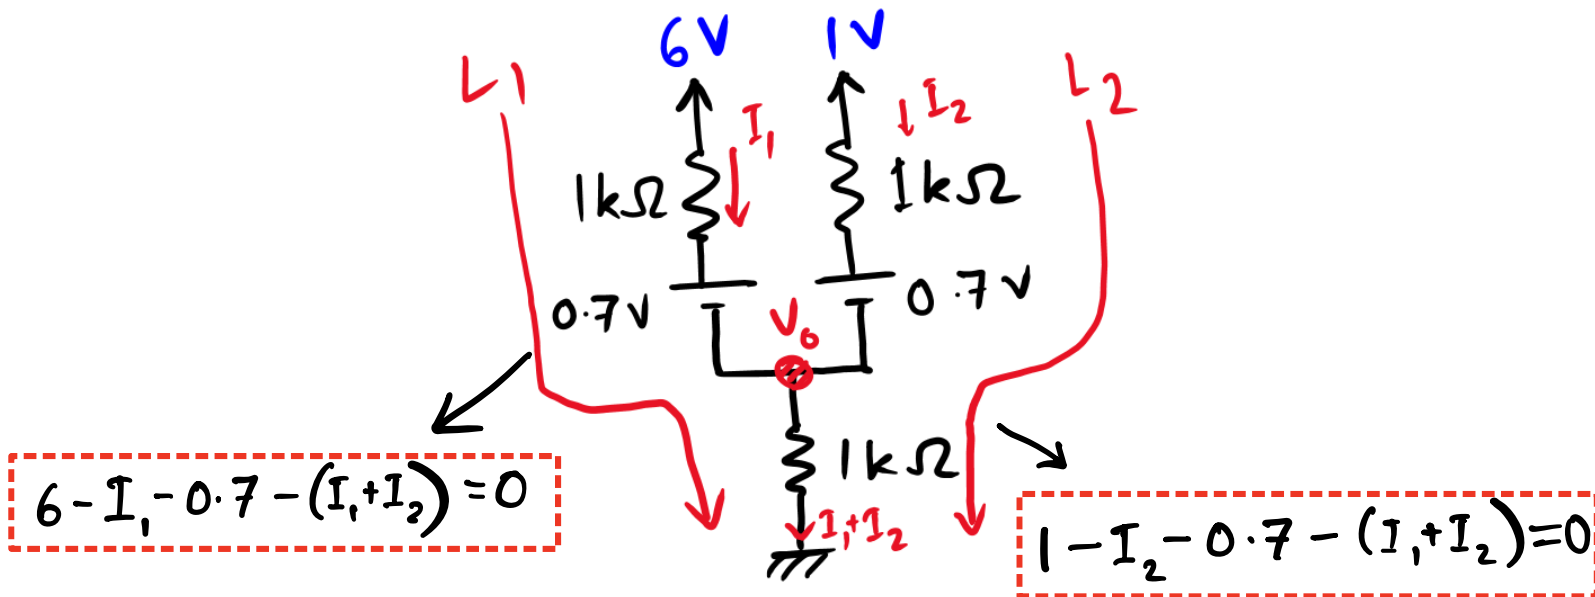 6V 1V
L1 I₁ I₂ L2
1kΩ 1kΩ
0.7V V₀ 0.7V
1kΩ
6-I₁-0.7-(I₁+I₂)=0
I₁+I₂
1-I₂-0.7-(I₁+I₂)=0